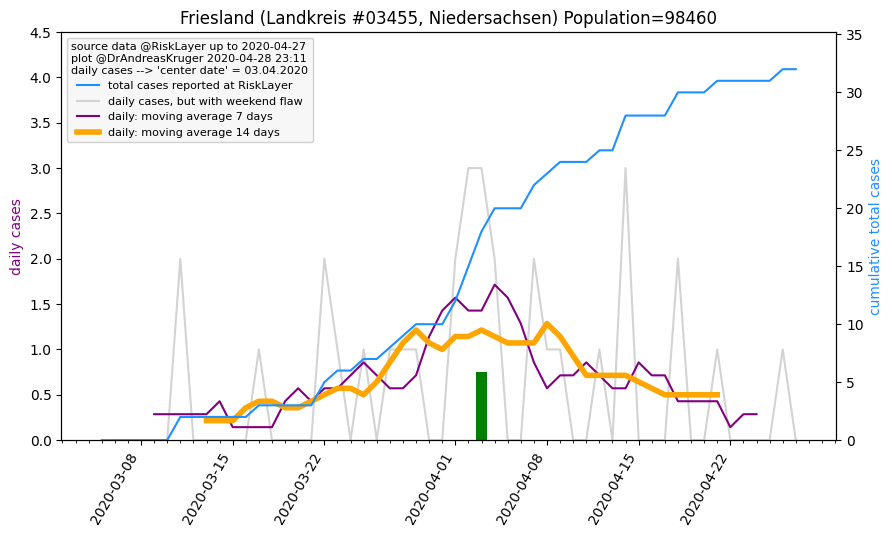 Friesland (Landkreis #03455, Niedersachsen) Population=98460
source data @RiskLayer up to 2020-04-27
plot @DrAndreasKruger 2020-04-28 23:11
daily cases --> 'center date' = 03.04.2020
total cases reported at RiskLayer
daily cases, but with weekend flaw
daily: moving average 7 days
daily: moving average 14 days
daily cases
4.5
4.0
3.5
3.0
2.5
2.0
1.5
1.0
0.5
0.0
35
30
25
20
15
10
5
0
cumulative total cases
2020-03-08
2020-03-15
2020-03-22
2020-04-01
2020-04-08
2020-04-15
2020-04-22